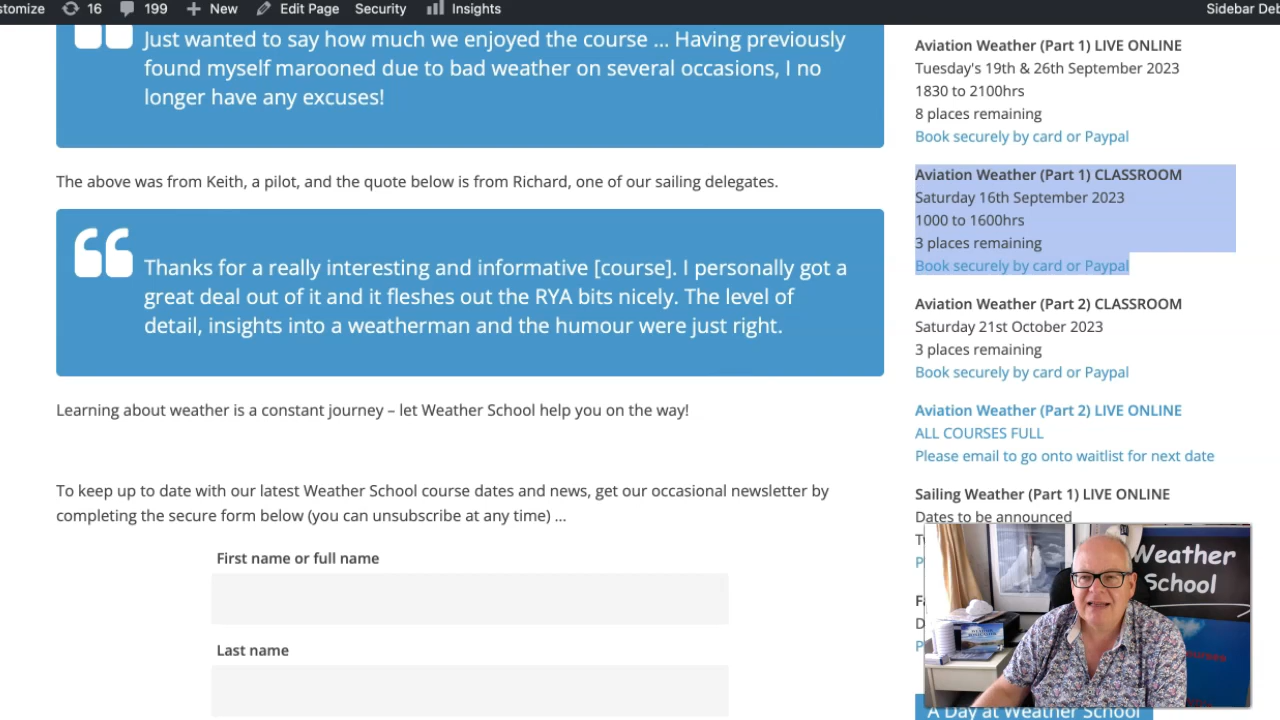 stomize 16 199 New Edit Page Security Insights Sidebar Deb
Just wanted to say how much we enjoyed the course ... Having previously
found myself marooned due to bad weather on several occasions, I no
longer have any excuses!
The above was from Keith, a pilot, and the quote below is from Richard, one of our sailing delegates.
Thanks for a really interesting and informative [course]. I personally got a
great deal out of it and it fleshes out the RYA bits nicely. The level of
detail, insights into a weatherman and the humour were just right.
Learning about weather is a constant journey – let Weather School help you on the way!
To keep up to date with our latest Weather School course dates and news, get our occasional newsletter by
completing the secure form below (you can unsubscribe at any time) ...
First name or full name
Last name
Aviation Weather (Part 1) LIVE ONLINE
Tuesday's 19th & 26th September 2023
1830 to 2100hrs
8 places remaining
Book securely by card or Paypal
Aviation Weather (Part 1) CLASSROOM
Saturday 16th September 2023
1000 to 1600hrs
3 places remaining
Book securely by card or Paypal
Aviation Weather (Part 2) CLASSROOM
Saturday 21st October 2023
3 places remaining
Book securely by card or Paypal
Aviation Weather (Part 2) LIVE ONLINE
ALL COURSES FULL
Please email to go onto waitlist for next date
Sailing Weather (Part 1) LIVE ONLINE
Dates to be announced
Weather
School
A Day at Weather School